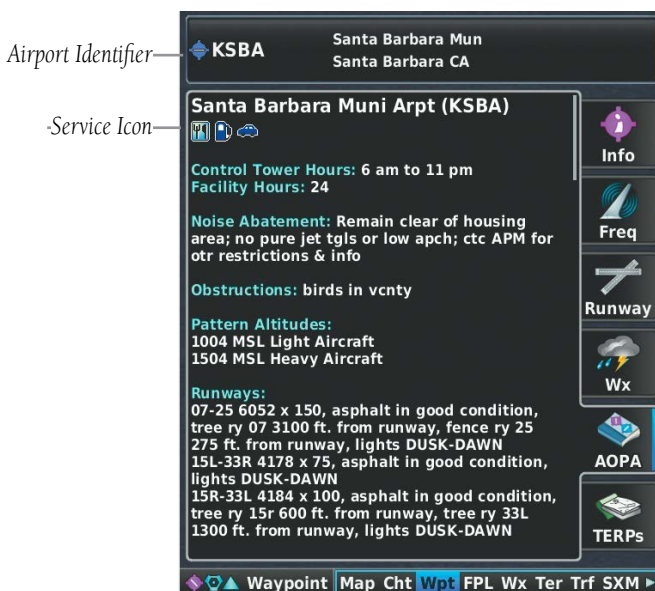 Airport Identifier
KSBA
Santa Barbara Mun
Santa Barbara CA
-Service Icon
Santa Barbara Muni Arpt (KSBA)
Control Tower Hours: 6 am to 11 pm
Facility Hours: 24
Noise Abatement: Remain clear of housing
area; no pure jet tgls or low apch; ctc APM for
otr restrictions & info
Obstructions: birds in vcnty
Pattern Altitudes:
1004 MSL Light Aircraft
1504 MSL Heavy Aircraft
Runways:
07-25 6052 x 150, asphalt in good condition,
tree ry 07 3100 ft. from runway, fence ry 25
275 ft. from runway, lights DUSK-DAWN
15L-33R 4178 x 75, asphalt in good condition,
lights DUSK-DAWN
15R-33L 4184 x 100, asphalt in good condition,
tree ry 15r 600 ft. from runway, tree ry 33L
1300 ft. from runway, lights DUSK-DAWN
Info
Freq
Runway
Wx
AOPA
TERPs
Waypoint Map Cht Wpt FPL Wx Ter Trf SXM